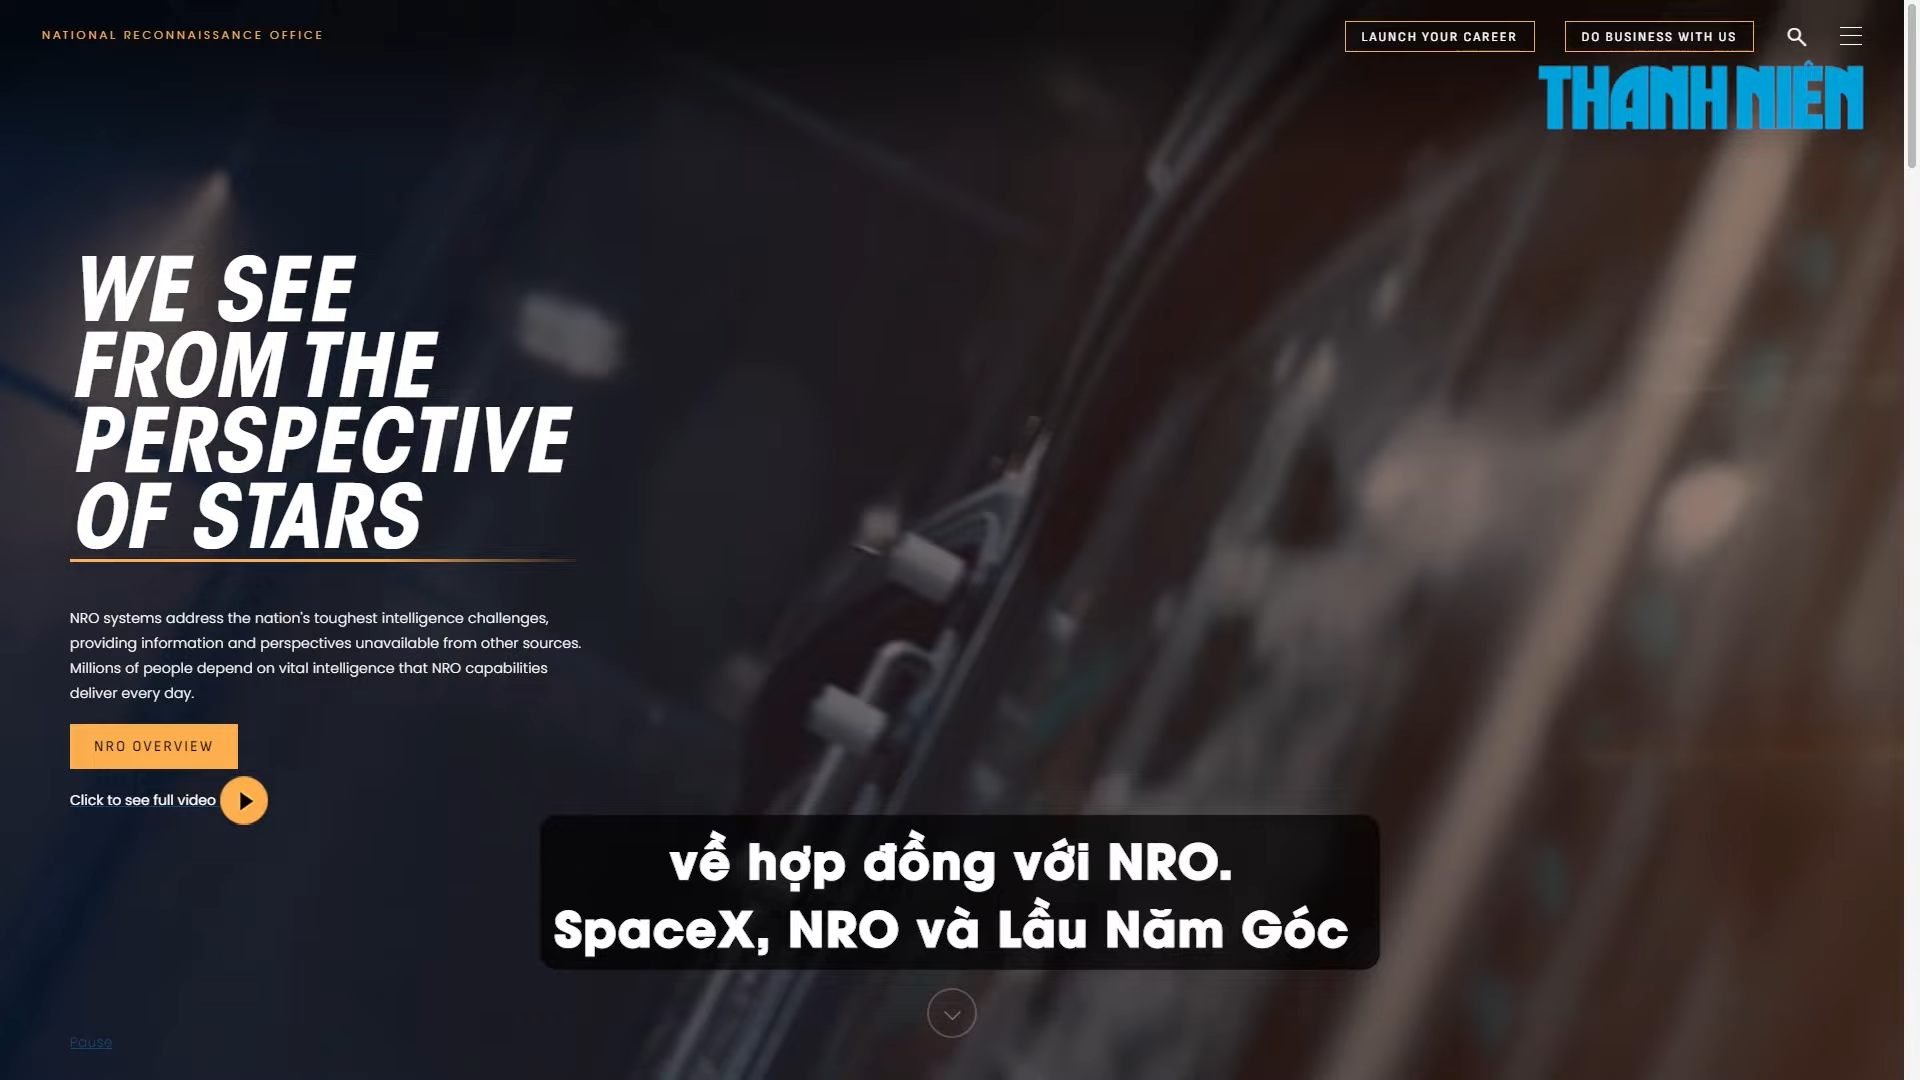 NATIONAL RECONNAISSANCE OFFICE
LAUNCH YOUR CAREER
DO BUSINESS WITH US
THANH NIÊN
WE SEE
FROM THE
PERSPECTIVE
OF STARS
NRO systems address the nation's toughest intelligence challenges,
providing information and perspectives unavailable from other sources.
Millions of people depend on vital intelligence that NRO capabilities
deliver every day.
NRO OVERVIEW
Click to see full video
về hợp đồng với NRO.
SpaceX, NRO và Lầu Năm Góc
Pause